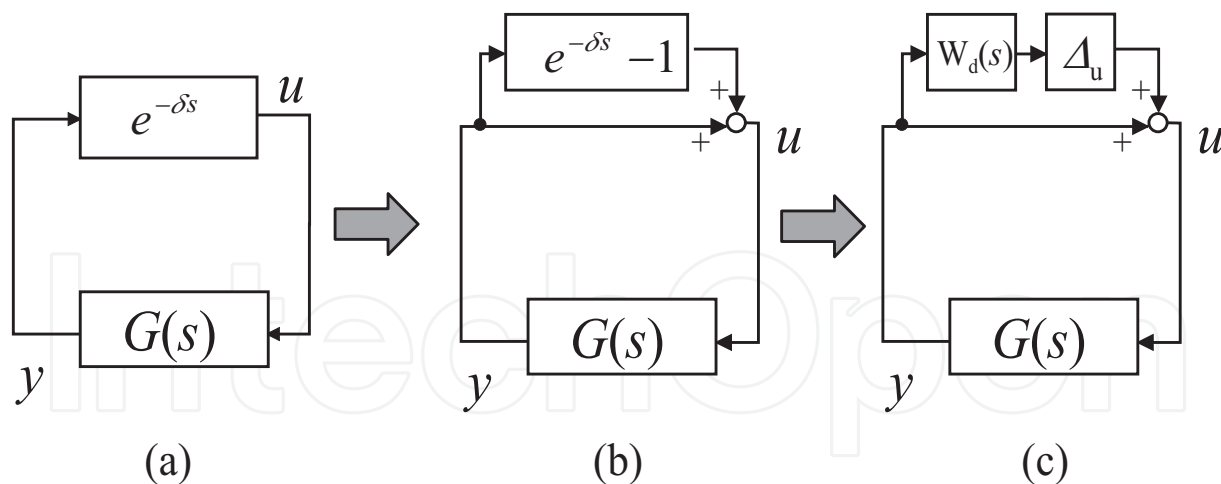 e^{-δs}
u
G(s)
y
(a)
e^{-δs} −1
+
+
u
G(s)
y
(b)
W_d(s)
Δ_u
+
+
u
G(s)
y
(c)
IntechOpen